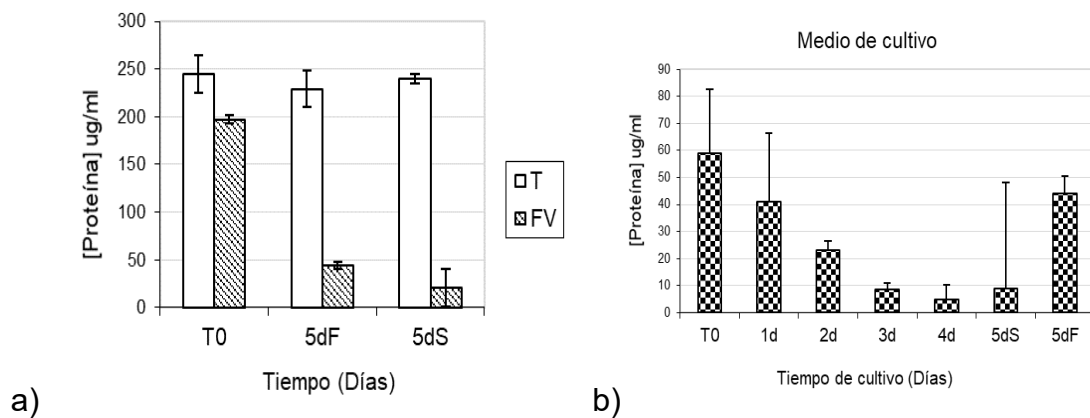 300
250
200
150
100
50
0
[Proteína] ug/ml
T0 5dF 5dS
Tiempo (Días)
T
FV
a)
Medio de cultivo
90
80
70
60
50
40
30
20
10
0
[Proteína] ug/ml
T0 1d 2d 3d 4d 5dS 5dF
Tiempo de cultivo (Días)
b)